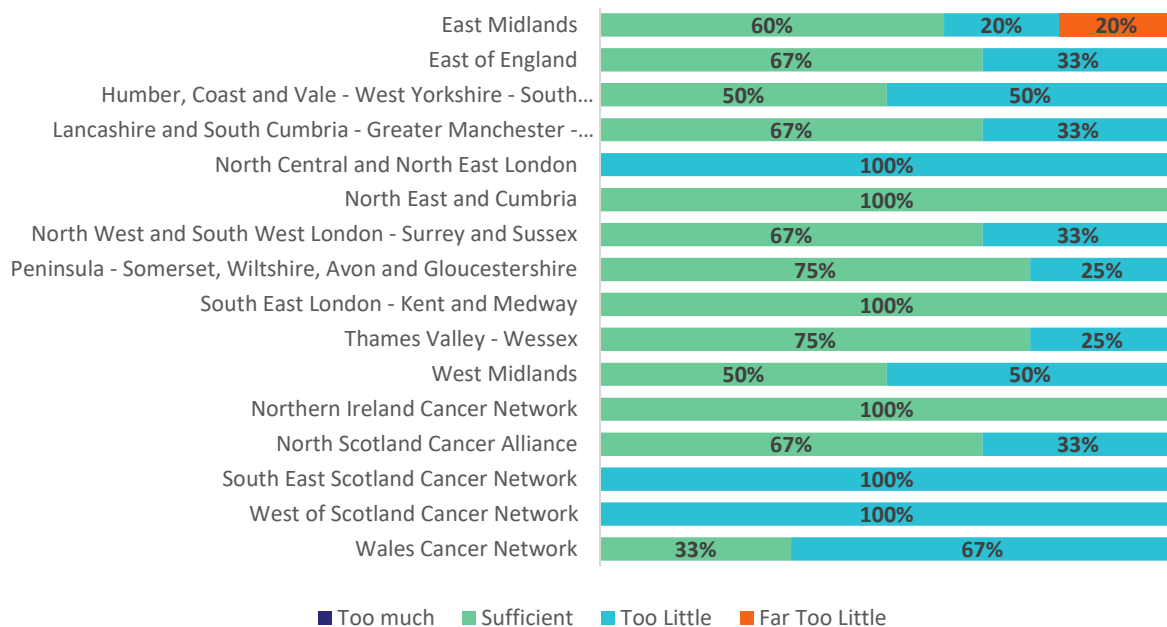 East Midlands 60% 20% 20%
East of England 67% 33%
Humber, Coast and Vale - West Yorkshire - South... 50% 50%
Lancashire and South Cumbria - Greater Manchester -... 67% 33%
North Central and North East London 100%
North East and Cumbria 100%
North West and South West London - Surrey and Sussex 67% 33%
Peninsula - Somerset, Wiltshire, Avon and Gloucestershire 75% 25%
South East London - Kent and Medway 100%
Thames Valley - Wessex 75% 25%
West Midlands 50% 50%
Northern Ireland Cancer Network 100%
North Scotland Cancer Alliance 67% 33%
South East Scotland Cancer Network 100%
West of Scotland Cancer Network 100%
Wales Cancer Network 33% 67%
Too much Sufficient Too Little Far Too Little